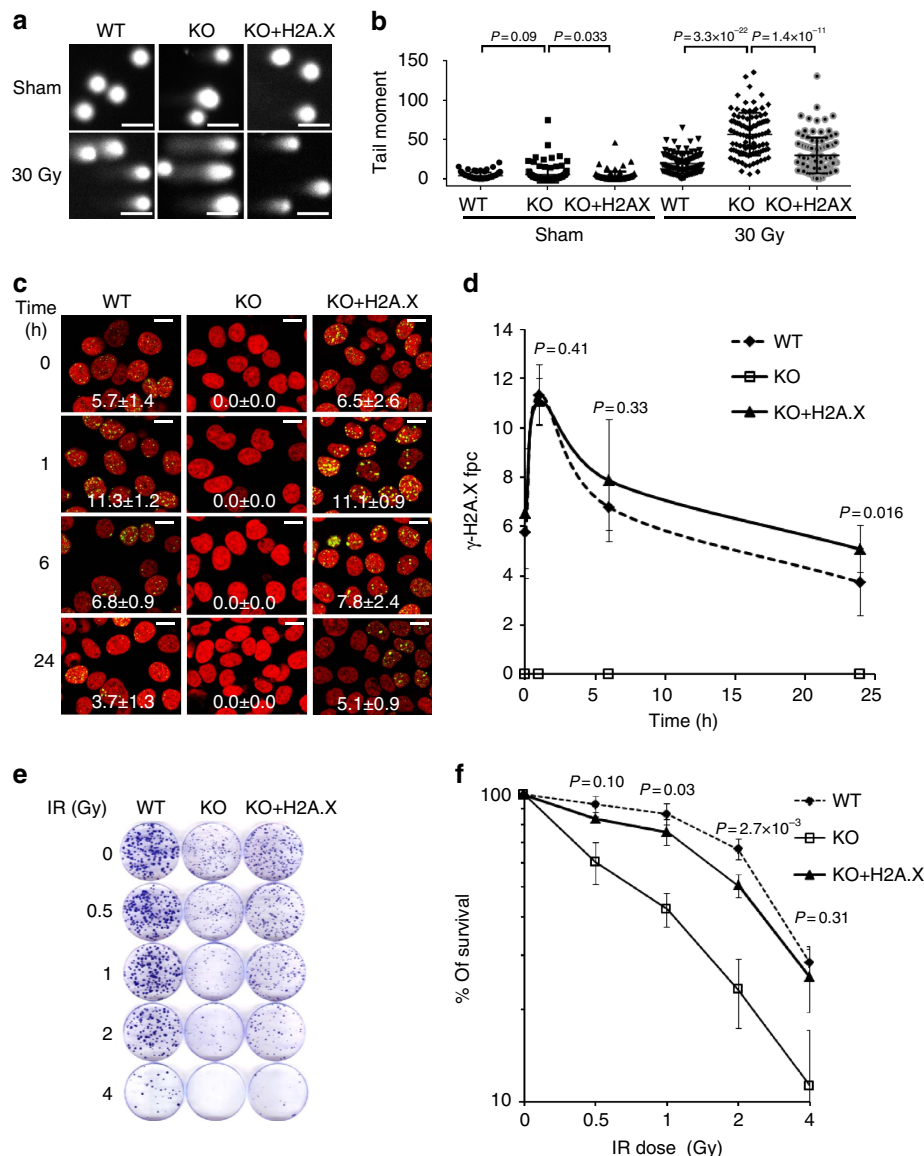 a
WT KO KO+H2A.X
Sham
30 Gy
b
P=0.09 P=0.033 P=3.3×10⁻²² P=1.4×10⁻¹¹
Tail moment
150
100
50
0
WT KO KO+H2AX WT KO KO+H2AX
Sham 30 Gy
c
Time (h)
WT KO KO+H2A.X
0
5.7±1.4 0.0±0.0 6.5±2.6
1
11.3±1.2 0.0±0.0 11.1±0.9
6
6.8±0.9 0.0±0.0 7.8±2.4
24
3.7±1.3 0.0±0.0 5.1±0.9
d
γ-H2A.X fpc
14
12
10
8
6
4
2
0
P=0.41
P=0.33
P=0.016
WT
KO
KO+H2A.X
0 5 10 15 20 25
Time (h)
e
IR (Gy) WT KO KO+H2A.X
0
0.5
1
2
4
f
% Of survival
100
10
P=0.10
P=0.03
P=2.7×10⁻³
P=0.31
WT
KO
KO+H2A.X
0 0.5 1 2 4
IR dose (Gy)